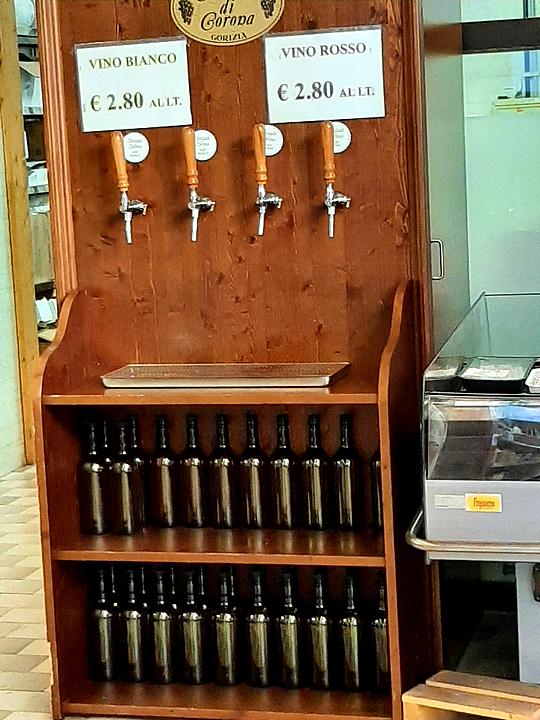 di
Corona
GORIZIA
VINO BIANCO
€ 2.80 AL LT.
VINO ROSSO
€ 2.80 AL LT.